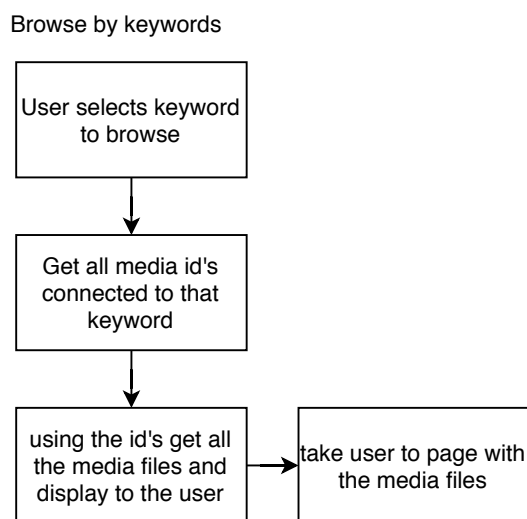 Browse by keywords
User selects keyword
to browse
Get all media id's
connected to that
keyword
using the id's get all
the media files and
display to the user
take user to page with
the media files